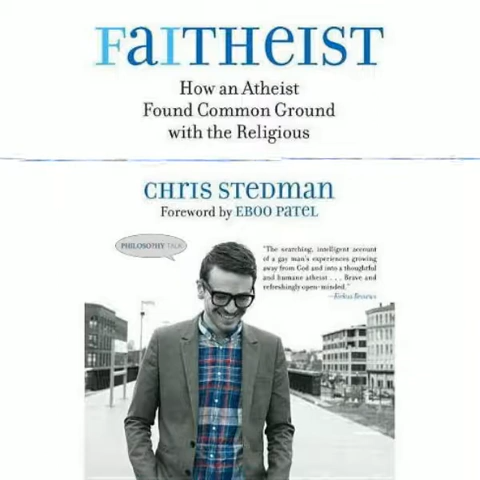 FaITHeIST
How an Atheist
Found Common Ground
with the Religious
CHrIS STeDMan
Foreword by EBOO PaTeL
PHILOSOPHY TALK
"The searching, intelligent account
of a gay man's experiences growing
away from God and into a thoughtful
and humane atheist . . . Brave and
refreshingly open-minded."
—Kirkus Reviews